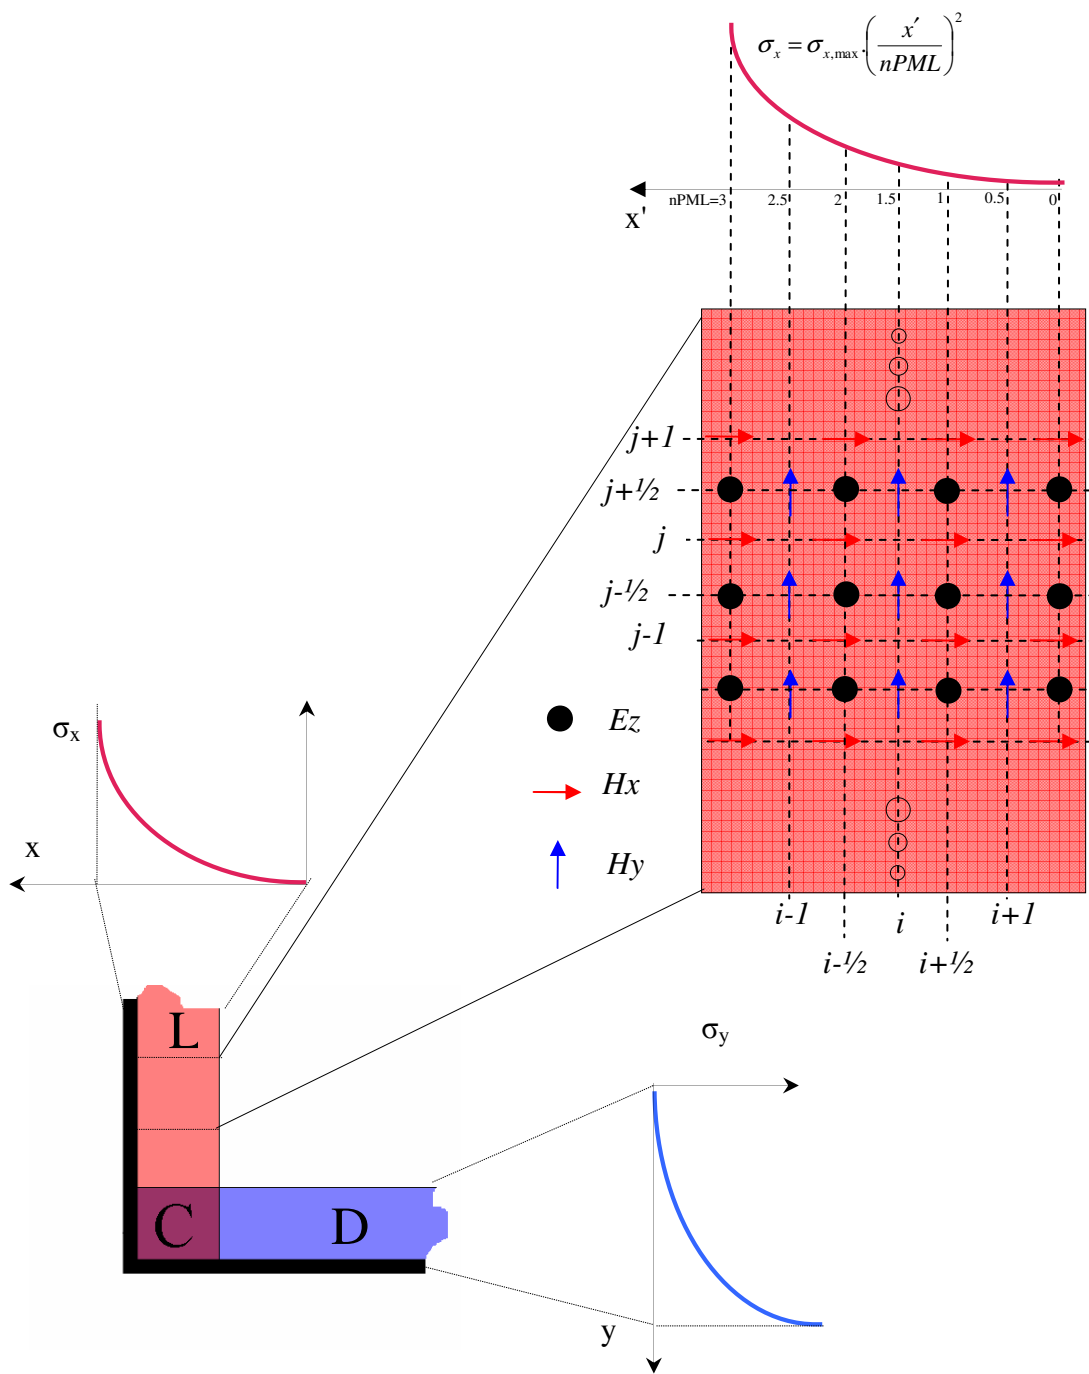 σx = σx,max.(x′/nPML)²
x' nPML=3 2.5 2 1.5 1 0.5 0
j+1
j+½
j
j-½
j-1
Ez
Hx
Hy
i-1 i i+1
i-½ i+½
σx
x
L
C D
σy
y